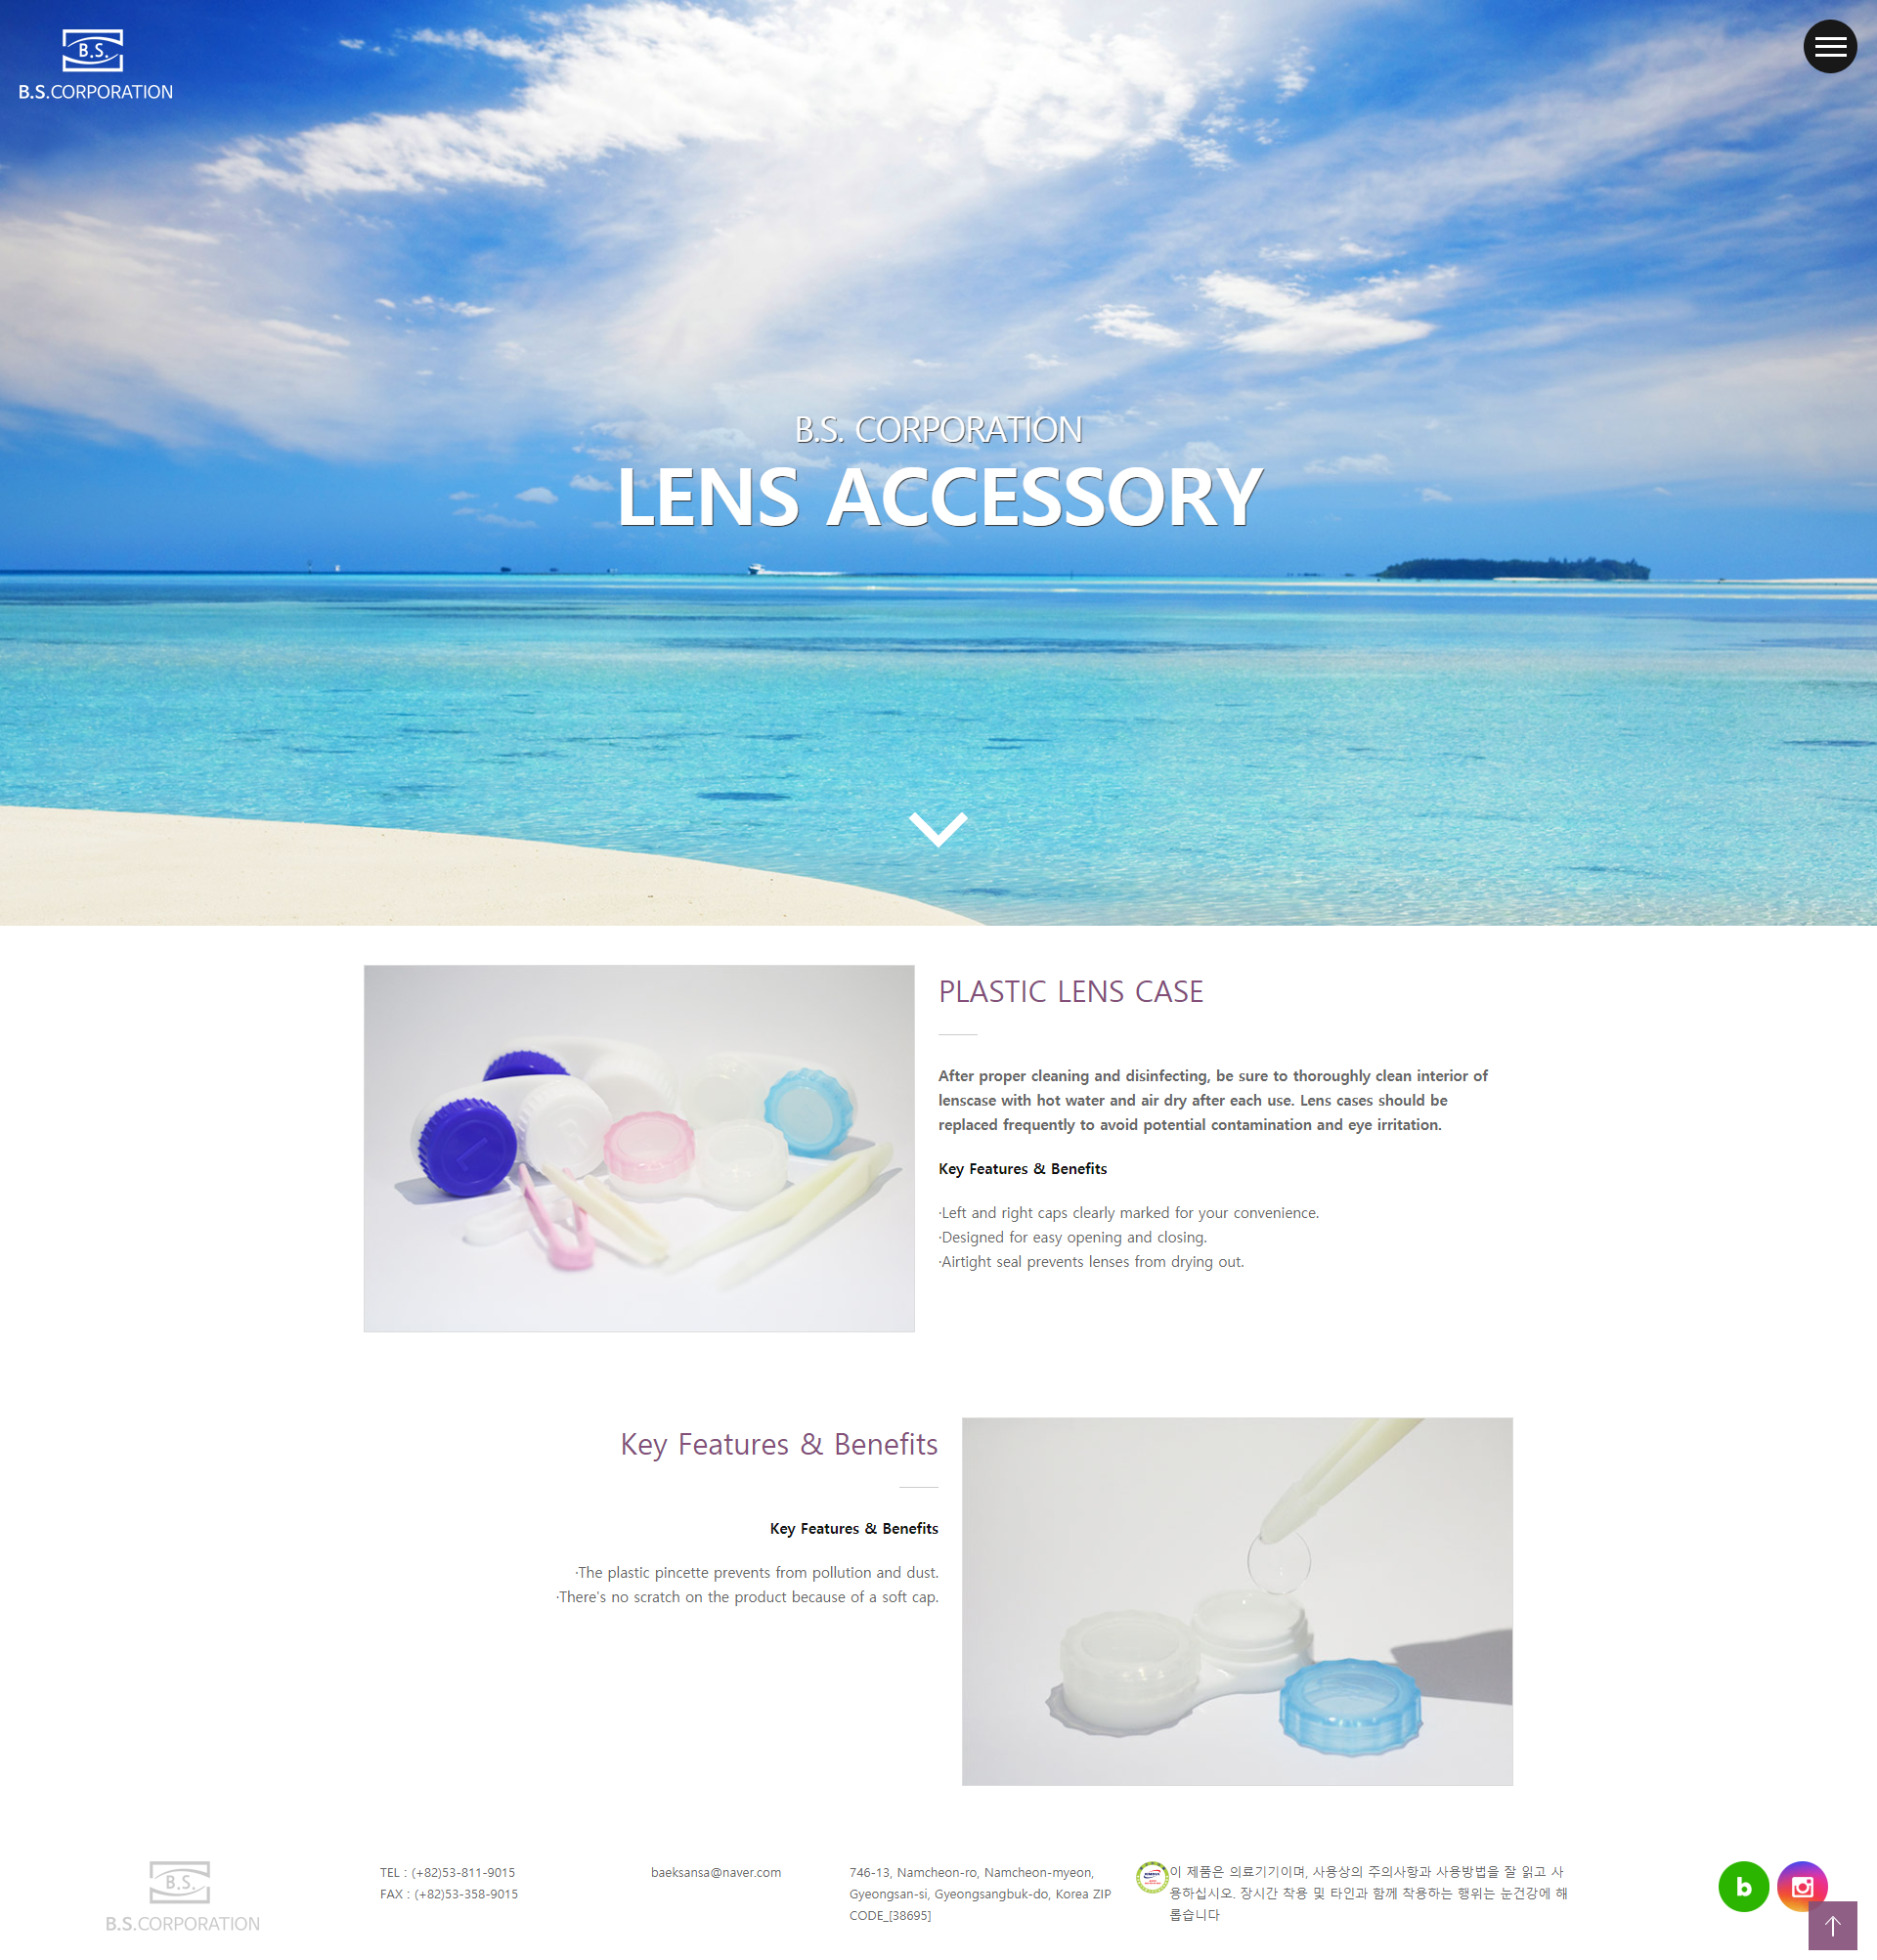 B.S.
B.S.CORPORATION
B.S. CORPORATION
LENS ACCESSORY
PLASTIC LENS CASE
After proper cleaning and disinfecting, be sure to thoroughly clean interior of
lenscase with hot water and air dry after each use. Lens cases should be
replaced frequently to avoid potential contamination and eye irritation.
Key Features & Benefits
·Left and right caps clearly marked for your convenience.
·Designed for easy opening and closing.
·Airtight seal prevents lenses from drying out.
Key Features & Benefits
Key Features & Benefits
·The plastic pincette prevents from pollution and dust.
·There's no scratch on the product because of a soft cap.
B.S.
B.S.CORPORATION
TEL : (+82)53-811-9015
FAX : (+82)53-358-9015
baeksansa@naver.com
746-13, Namcheon-ro, Namcheon-myeon,
Gyeongsan-si, Gyeongsangbuk-do, Korea ZIP
CODE_[38695]
이 제품은 의료기기이며, 사용상의 주의사항과 사용방법을 잘 읽고 사
용하십시오. 장시간 착용 및 타인과 함께 착용하는 행위는 눈건강에 해
롭습니다
b